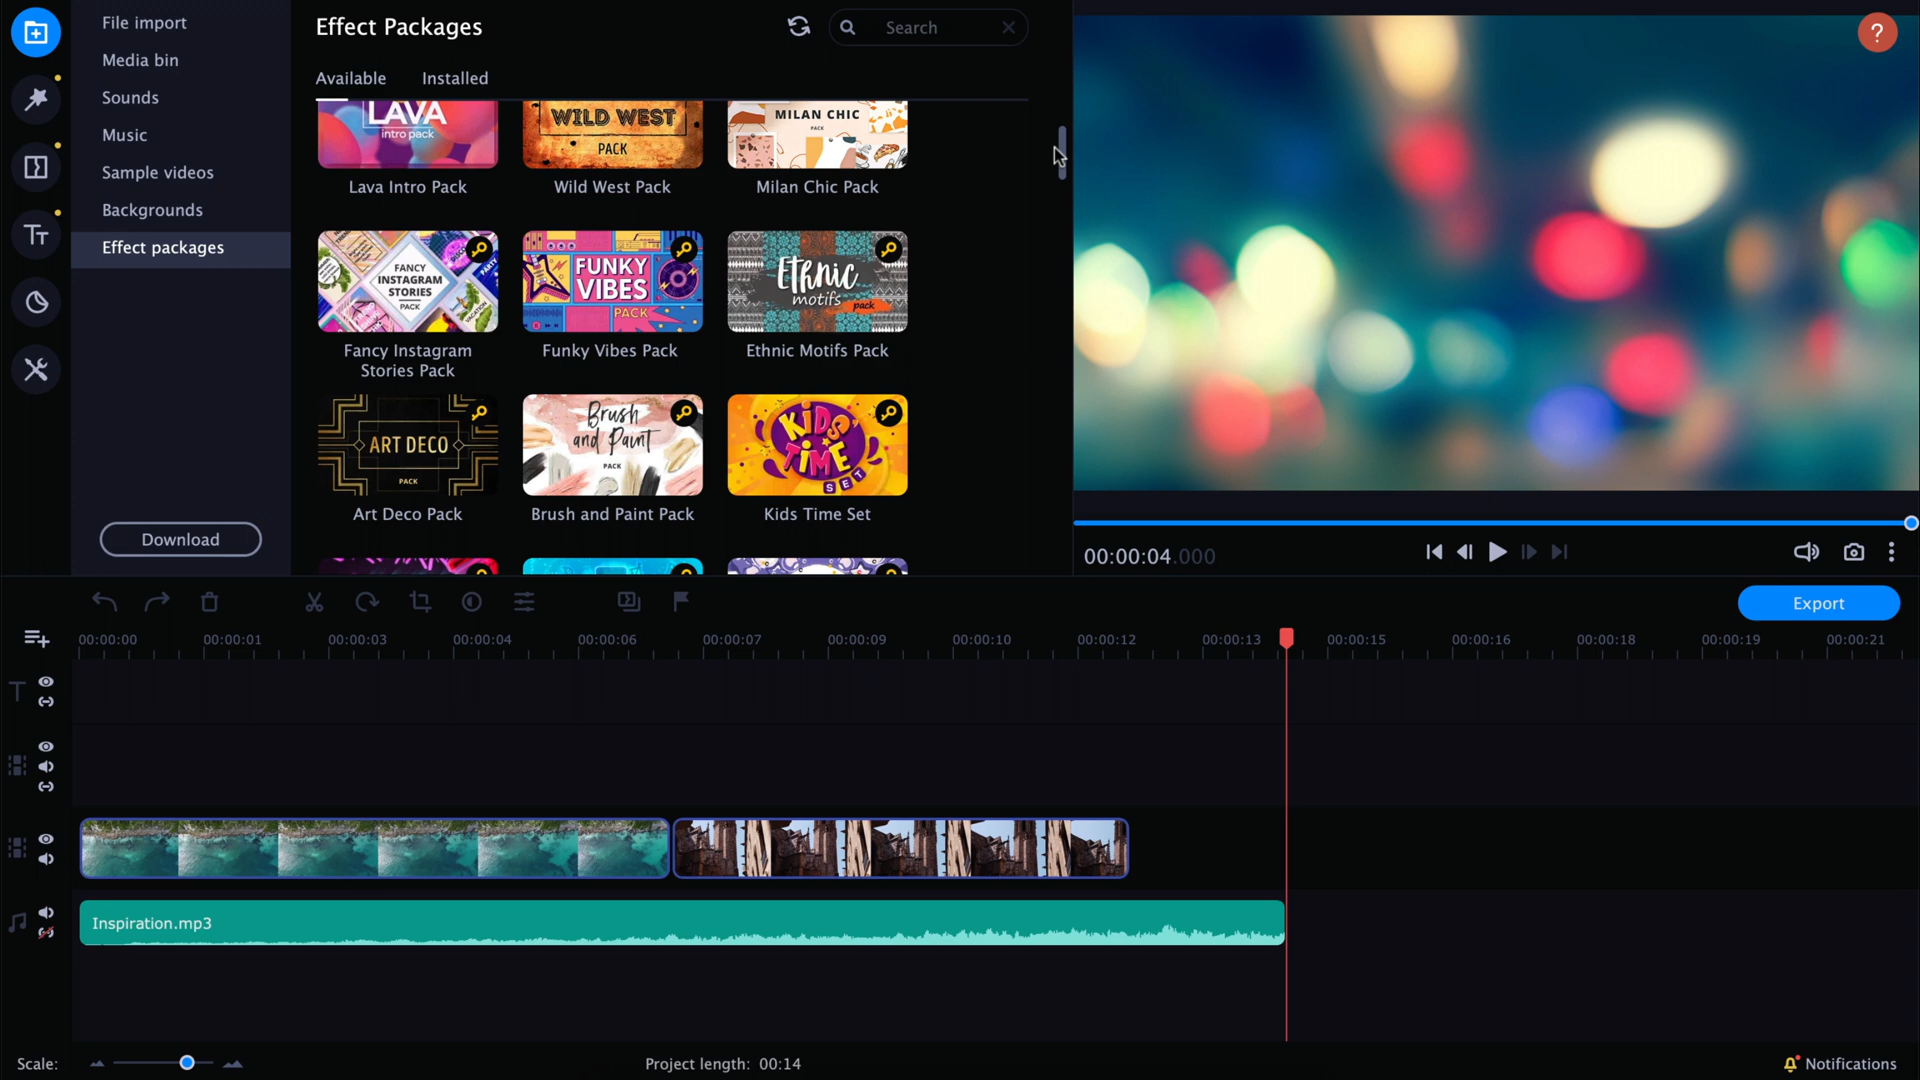 File import
Media bin
Sounds
Music
Sample videos
Backgrounds
Effect packages
Download
Effect Packages
Search
Available
Installed
LAVA
intro pack
WILD WEST
PACK
MILAN CHIC
PACK
Lava Intro Pack
Wild West Pack
Milan Chic Pack
FANCY
INSTAGRAM
STORIES
PACK
FUNKY
VIBES
PACK
Ethnic
motifs
pack
Fancy Instagram
Stories Pack
Funky Vibes Pack
Ethnic Motifs Pack
ART DECO
PACK
Brush
and Paint
PACK
KIDS
TIME
SET
Art Deco Pack
Brush and Paint Pack
Kids Time Set
?
00:00:04.000
Export
00:00:00
00:00:01
00:00:03
00:00:04
00:00:06
00:00:07
00:00:09
00:00:10
00:00:12
00:00:13
00:00:15
00:00:16
00:00:18
00:00:19
00:00:21
Inspiration.mp3
Scale:
Project length: 00:14
Notifications